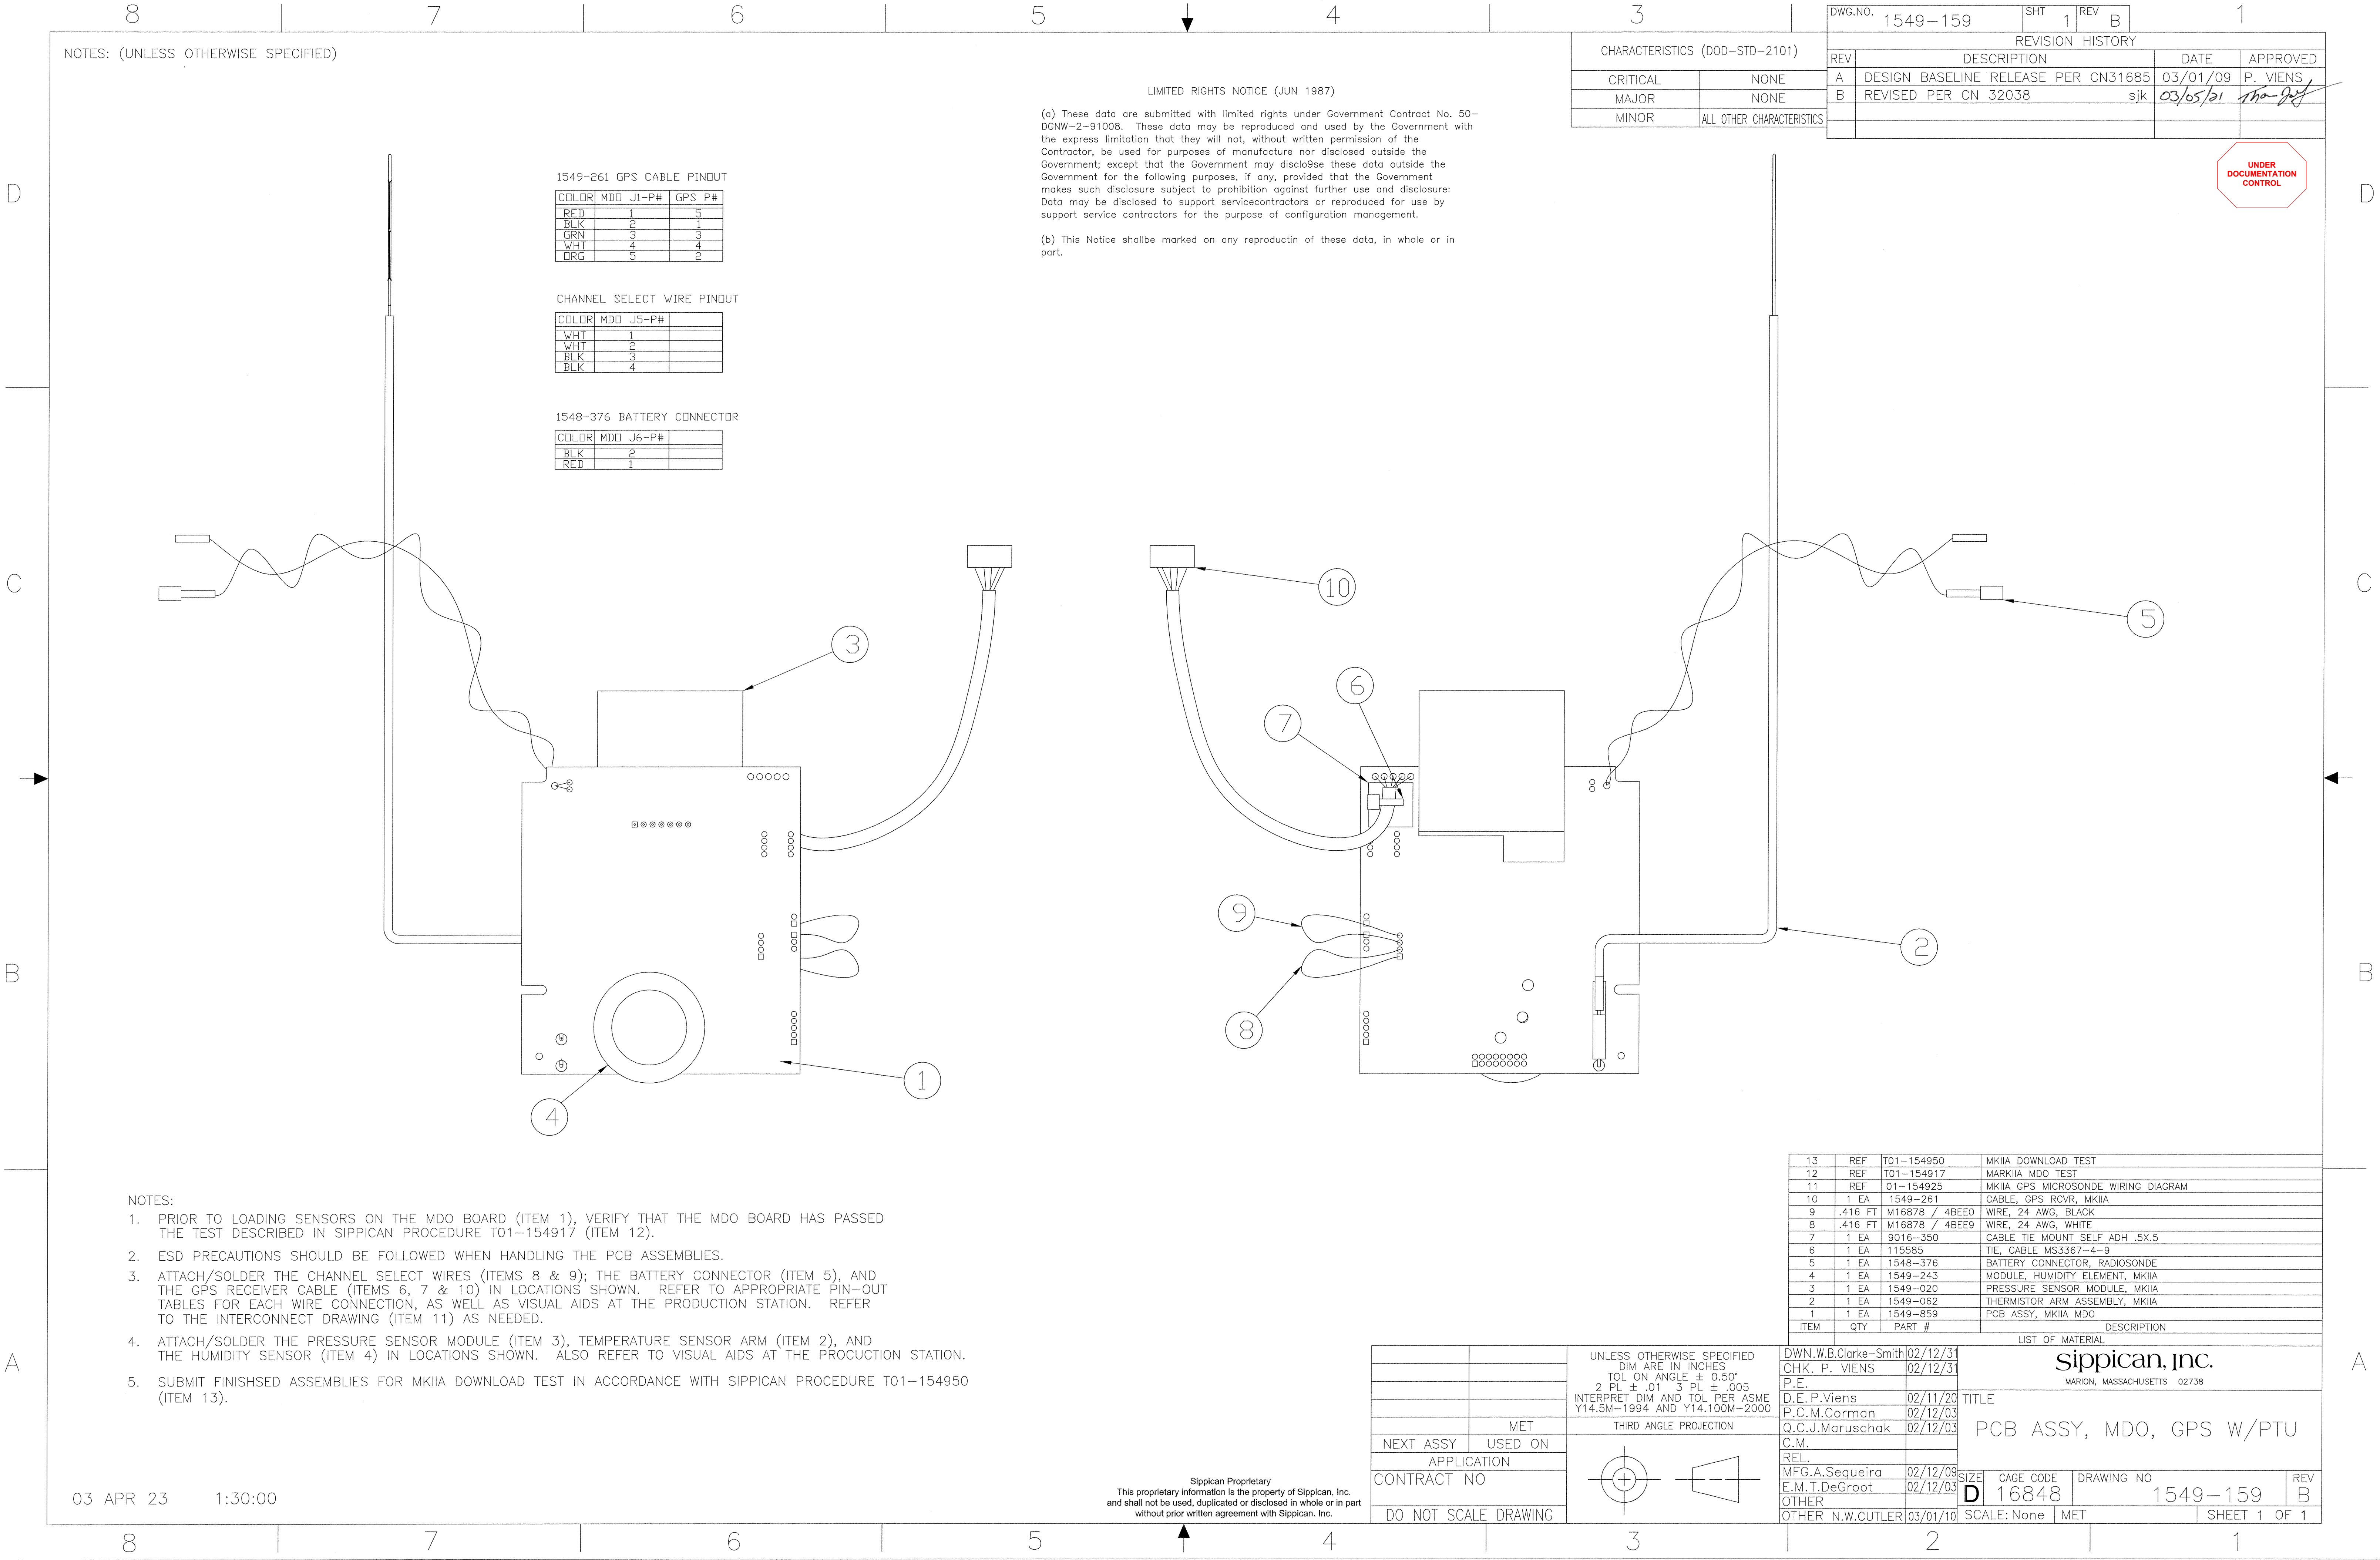 8 7 6 5 4 3 1
DWG.NO. 1549-159 SHT 1 REV B
NOTES: (UNLESS OTHERWISE SPECIFIED)
CHARACTERISTICS (DOD-STD-2101)
CRITICAL NONE
MAJOR NONE
MINOR ALL OTHER CHARACTERISTICS
REVISION HISTORY
REV DESCRIPTION DATE APPROVED
A DESIGN BASELINE RELEASE PER CN31685 03/01/09 P. VIENS
B REVISED PER CN 32038 sjk 03/05/21
UNDER
DOCUMENTATION
CONTROL
LIMITED RIGHTS NOTICE (JUN 1987)
(a) These data are submitted with limited rights under Government Contract No. 50-
DGNW-2-91008. These data may be reproduced and used by the Government with
the express limitation that they will not, without written permission of the
Contractor, be used for purposes of manufacture nor disclosed outside the
Government; except that the Government may disclo9se these data outside the
Government for the following purposes, if any, provided that the Government
makes such disclosure subject to prohibition against further use and disclosure:
Data may be disclosed to support servicecontractors or reproduced for use by
support service contractors for the purpose of configuration management.
(b) This Notice shallbe marked on any reproductin of these data, in whole or in
part.
1549-261 GPS CABLE PINOUT
COLOR MDO J1-P# GPS P#
RED 1 5
BLK 2 1
GRN 3 3
WHT 4 4
ORG 5 2
CHANNEL SELECT WIRE PINOUT
COLOR MDO J5-P#
WHT 1
WHT 2
BLK 3
BLK 4
1548-376 BATTERY CONNECTOR
COLOR MDO J6-P#
BLK 2
RED 1
D D
C C
B B
A A
10
5
3
6
7
9
2
8
1
4
NOTES:
1. PRIOR TO LOADING SENSORS ON THE MDO BOARD (ITEM 1), VERIFY THAT THE MDO BOARD HAS PASSED
THE TEST DESCRIBED IN SIPPICAN PROCEDURE T01-154917 (ITEM 12).
2. ESD PRECAUTIONS SHOULD BE FOLLOWED WHEN HANDLING THE PCB ASSEMBLIES.
3. ATTACH/SOLDER THE CHANNEL SELECT WIRES (ITEMS 8 & 9); THE BATTERY CONNECTOR (ITEM 5), AND
THE GPS RECEIVER CABLE (ITEMS 6, 7 & 10) IN LOCATIONS SHOWN. REFER TO APPROPRIATE PIN-OUT
TABLES FOR EACH WIRE CONNECTION, AS WELL AS VISUAL AIDS AT THE PRODUCTION STATION. REFER
TO THE INTERCONNECT DRAWING (ITEM 11) AS NEEDED.
4. ATTACH/SOLDER THE PRESSURE SENSOR MODULE (ITEM 3), TEMPERATURE SENSOR ARM (ITEM 2), AND
THE HUMIDITY SENSOR (ITEM 4) IN LOCATIONS SHOWN. ALSO REFER TO VISUAL AIDS AT THE PROCUCTION STATION.
5. SUBMIT FINISHSED ASSEMBLIES FOR MKIIA DOWNLOAD TEST IN ACCORDANCE WITH SIPPICAN PROCEDURE T01-154950
(ITEM 13).
03 APR 23 1:30:00
13 REF T01-154950 MKIIA DOWNLOAD TEST
12 REF T01-154917 MARKIIA MDO TEST
11 REF 01-154925 MKIIA GPS MICROSONDE WIRING DIAGRAM
10 1 EA 1549-261 CABLE, GPS RCVR, MKIIA
9 .416 FT M16878 / 4BEE0 WIRE, 24 AWG, BLACK
8 .416 FT M16878 / 4BEE9 WIRE, 24 AWG, WHITE
7 1 EA 9016-350 CABLE TIE MOUNT SELF ADH .5X.5
6 1 EA 115585 TIE, CABLE MS3367-4-9
5 1 EA 1548-376 BATTERY CONNECTOR, RADIOSONDE
4 1 EA 1549-243 MODULE, HUMIDITY ELEMENT, MKIIA
3 1 EA 1549-020 PRESSURE SENSOR MODULE, MKIIA
2 1 EA 1549-062 THERMISTOR ARM ASSEMBLY, MKIIA
1 1 EA 1549-859 PCB ASSY, MKIIA MDO
ITEM QTY PART # DESCRIPTION
LIST OF MATERIAL
MET
NEXT ASSY USED ON
APPLICATION
CONTRACT NO
DO NOT SCALE DRAWING
UNLESS OTHERWISE SPECIFIED
DIM ARE IN INCHES
TOL ON ANGLE ± 0.50°
2 PL ± .01 3 PL ± .005
INTERPRET DIM AND TOL PER ASME
Y14.5M-1994 AND Y14.100M-2000
THIRD ANGLE PROJECTION
DWN.W.B.Clarke-Smith 02/12/31
CHK. P. VIENS 02/12/31
P.E.
D.E.P.Viens 02/11/20
P.C.M.Corman 02/12/03
Q.C.J.Maruschak 02/12/03
C.M.
REL.
MFG.A.Sequeira 02/12/09
E.M.T.DeGroot 02/12/03
OTHER
OTHER N.W.CUTLER 03/01/10
Sippican, Inc.
MARION, MASSACHUSETTS 02738
TITLE
PCB ASSY, MDO, GPS W/PTU
SIZE D CAGE CODE 16848 DRAWING NO 1549-159 REV B
SCALE: None MET SHEET 1 OF 1
Sippican Proprietary
This proprietary information is the property of Sippican, Inc.
and shall not be used, duplicated or disclosed in whole or in part
without prior written agreement with Sippican. Inc.
8 7 6 5 4 3 2 1